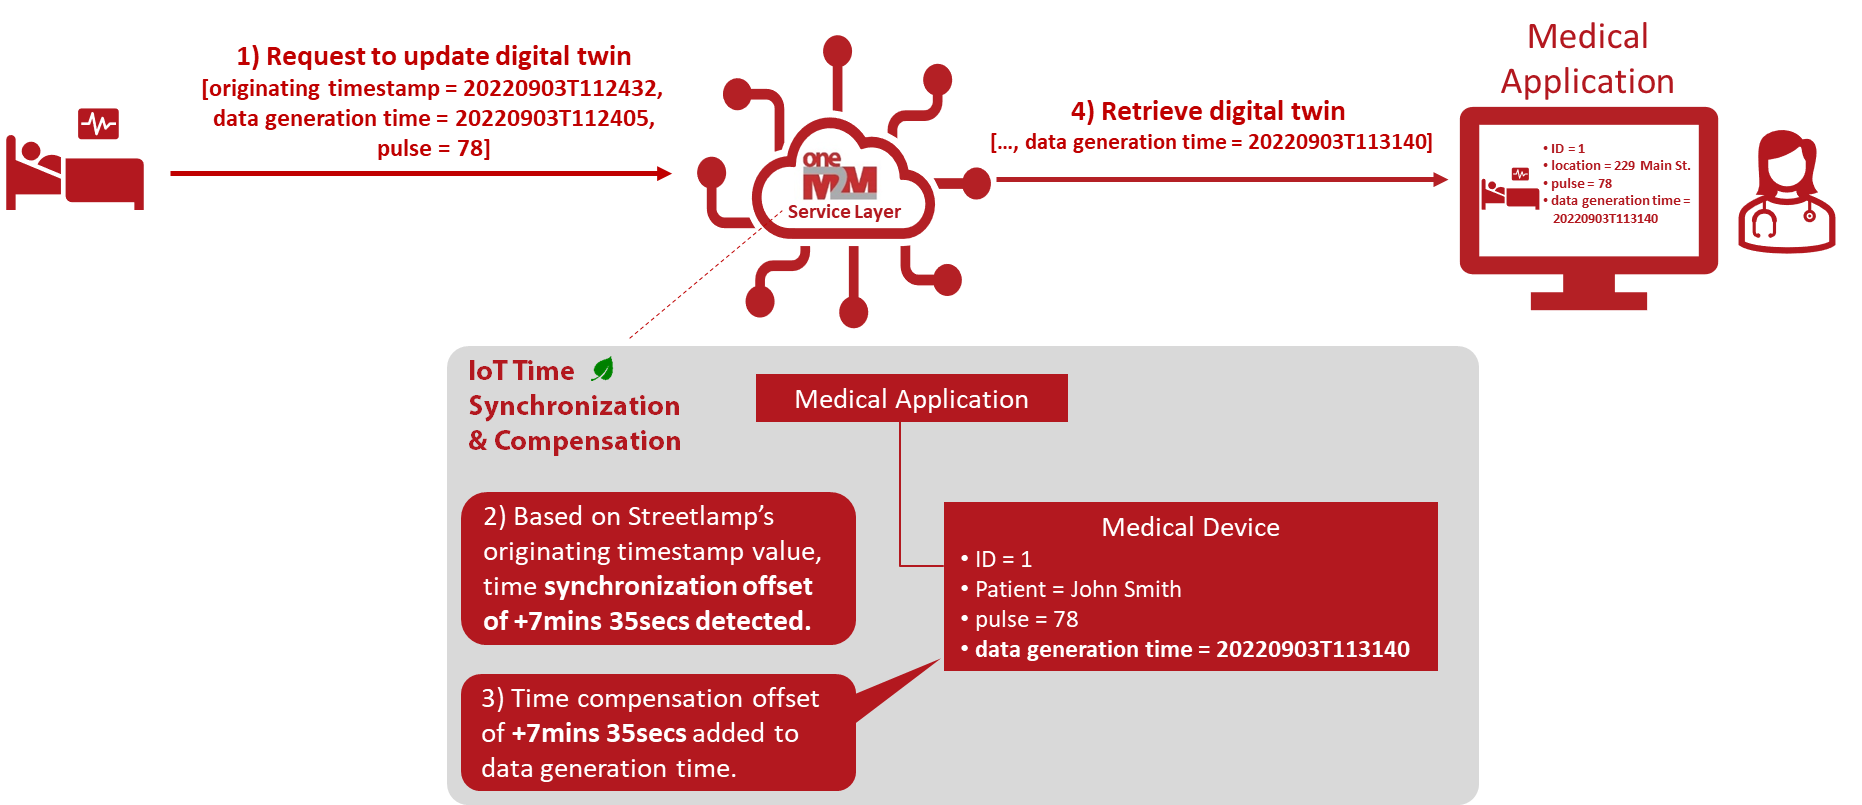 1) Request to update digital twin
[originating timestamp = 20220903T112432,
data generation time = 20220903T112405,
pulse = 78]
one
M2M
Service Layer
4) Retrieve digital twin
[..., data generation time = 20220903T113140]
Medical
Application
• ID = 1
• location = 229 Main St.
• pulse = 78
• data generation time =
20220903T113140
IoT Time
Synchronization
& Compensation
Medical Application
2) Based on Streetlamp’s
originating timestamp value,
time synchronization offset
of +7mins 35secs detected.
Medical Device
• ID = 1
• Patient = John Smith
• pulse = 78
• data generation time = 20220903T113140
3) Time compensation offset
of +7mins 35secs added to
data generation time.